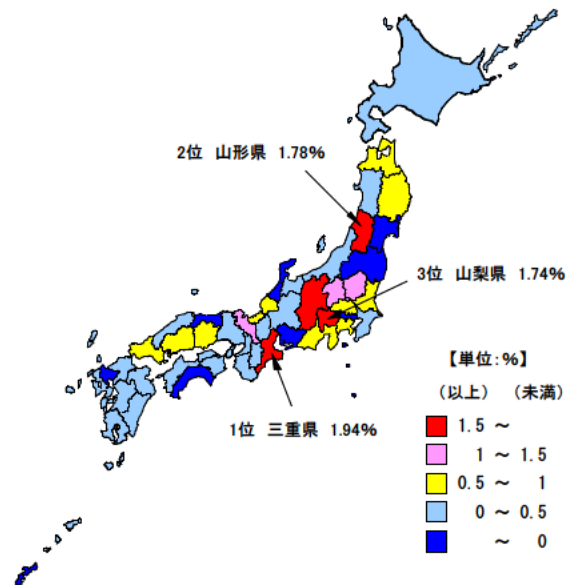 2位 山形県 1.78%
3位 山梨県 1.74%
1位 三重県 1.94%
【単位:%】
(以上) (未満)
1.5 ～
1 ～ 1.5
0.5 ～ 1
0 ～ 0.5
～ 0